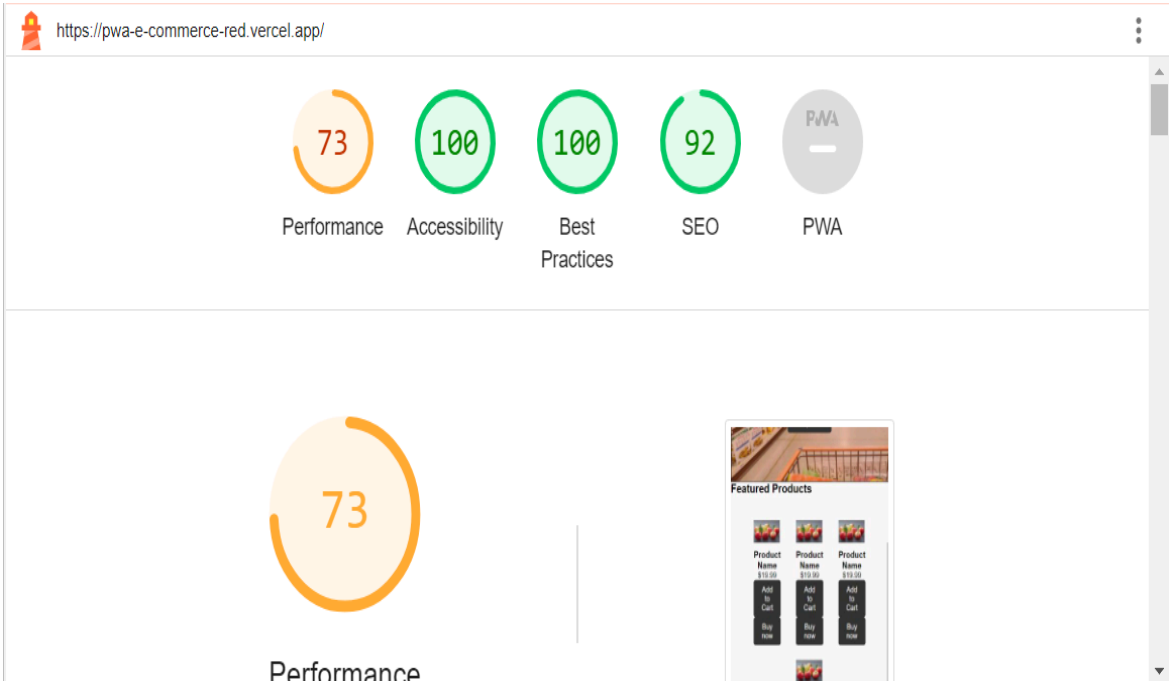 https://pwa-e-commerce-red.vercel.app/
73
100
100
92
PWA
Performance
Accessibility
Best
Practices
SEO
PWA
73
Performance
Featured Products
Product Product Product
Name Name Name
$19.99 $19.99 $19.99
Add Add Add
to to to
Cart Cart Cart
Buy Buy Buy
now now now